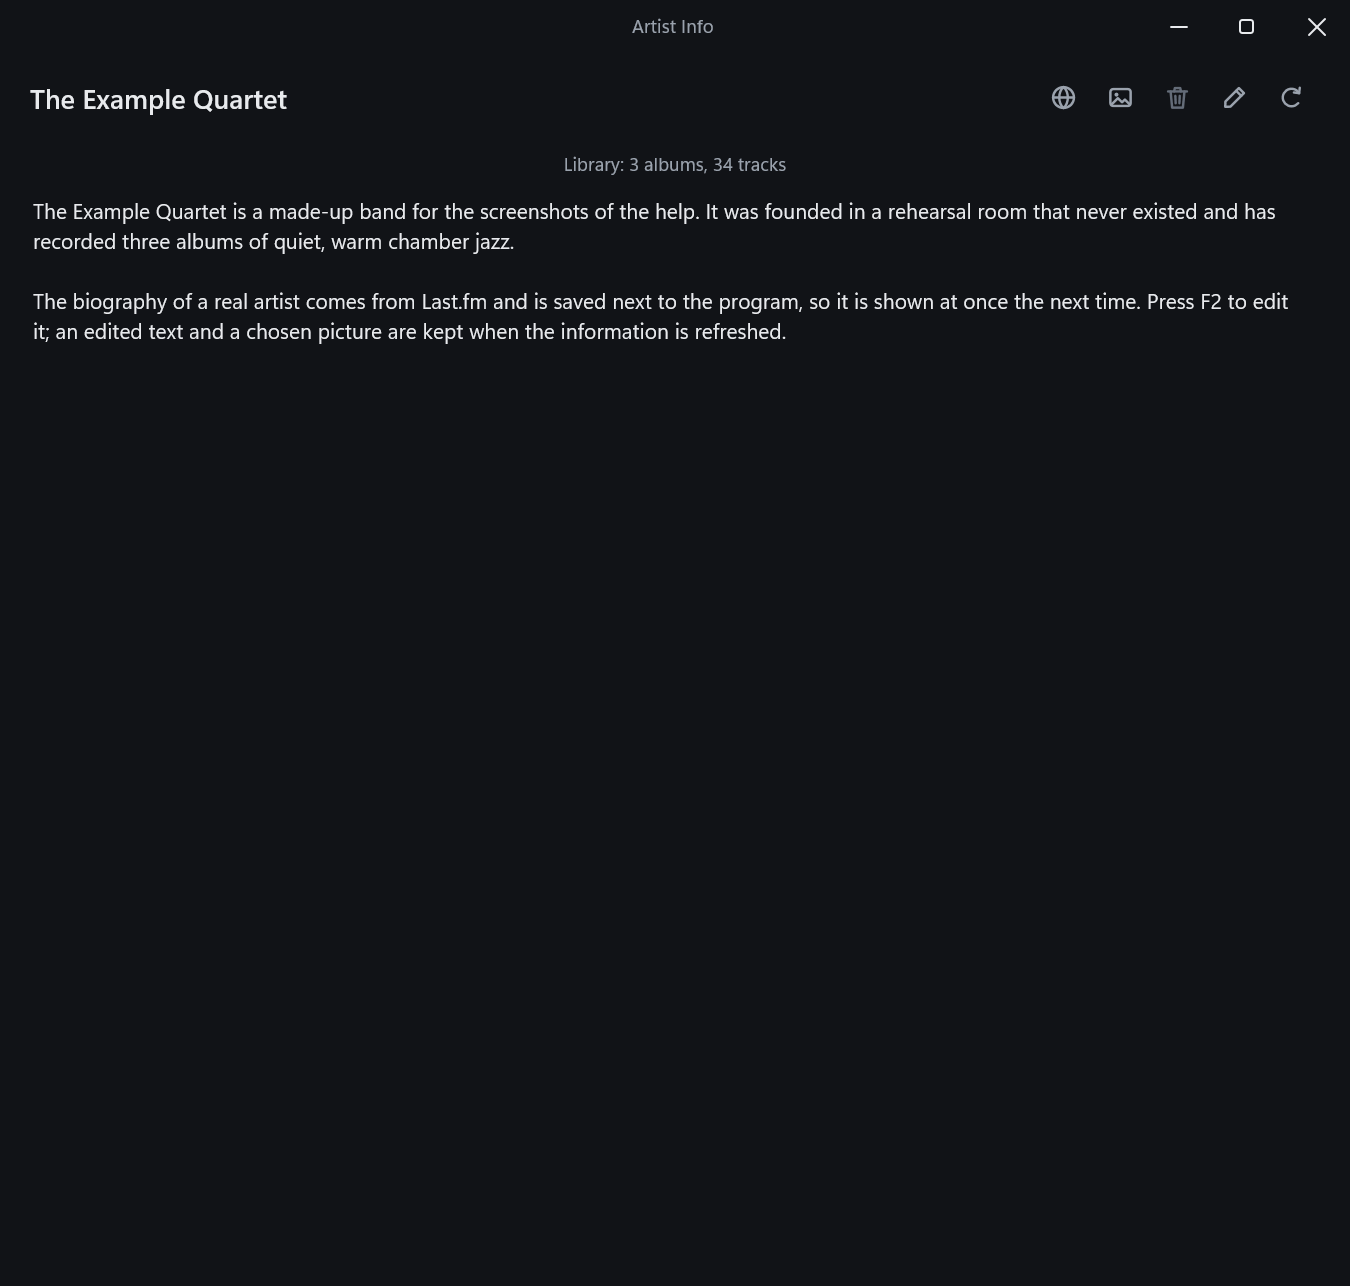 Artist Info
The Example Quartet
Library: 3 albums, 34 tracks
The Example Quartet is a made-up band for the screenshots of the help. It was founded in a rehearsal room that never existed and has
recorded three albums of quiet, warm chamber jazz.
The biography of a real artist comes from Last.fm and is saved next to the program, so it is shown at once the next time. Press F2 to edit
it; an edited text and a chosen picture are kept when the information is refreshed.